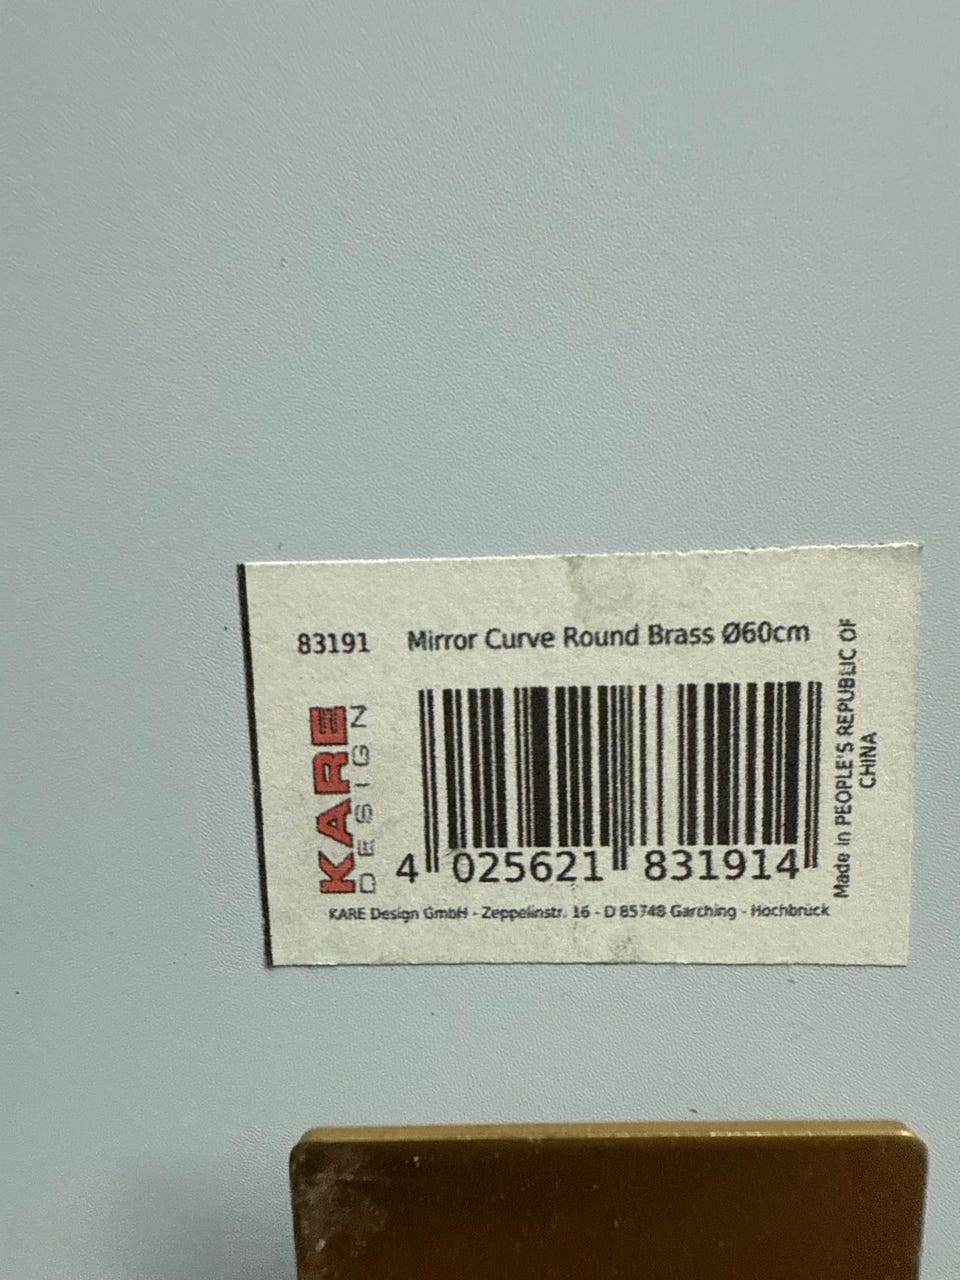 83191 Mirror Curve Round Brass Ø60cm
KARE
DESIGN
4 025621 831914
Made in PEOPLE'S REPUBLIC OF
CHINA
KARE Design GmbH - Zeppelinstr. 16 - D 85748 Garching - Hochbrück